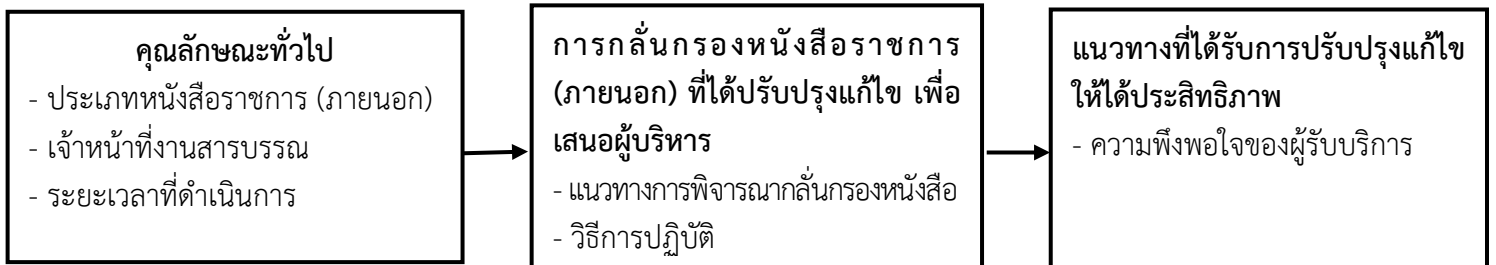 คุณลักษณะทั่วไป
- ประเภทหนังสือราชการ (ภายนอก)
- เจ้าหน้าที่งานสารบรรณ
- ระยะเวลาที่ดำเนินการ
การกลั่นกรองหนังสือราชการ
(ภายนอก) ที่ได้ปรับปรุงแก้ไข เพื่อ
เสนอผู้บริหาร
- แนวทางการพิจารณากลั่นกรองหนังสือ
- วิธีการปฏิบัติ
แนวทางที่ได้รับการปรับปรุงแก้ไข
ให้ได้ประสิทธิภาพ
- ความพึงพอใจของผู้รับบริการ